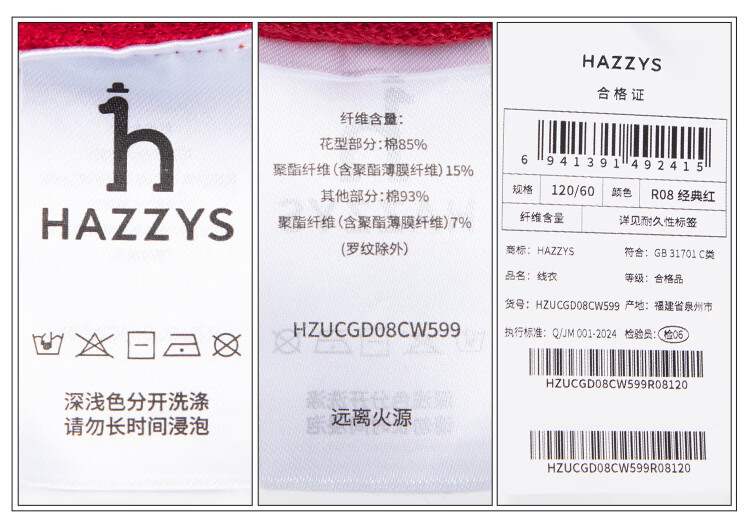 HAZZYS
深浅色分开洗涤
请勿长时间浸泡
纤维含量:
花型部分:棉85%
聚酯纤维(含聚酯薄膜纤维)15%
其他部分:棉93%
聚酯纤维(含聚酯薄膜纤维)7%
(罗纹除外)
HZUCGD08CW599
远离火源
HAZZYS
合格证
6 941391 492415
规格 120/60 颜色 R08 经典红
纤维含量 详见耐久性标签
商标: HAZZYS 符合: GB 31701 C类
品名: 线衣 等级: 合格品
货号: HZUCGD08CW599 产地: 福建省泉州市
执行标准: Q/JM 001-2024 检验员: 检06
HZUCGD08CW599R08120
HZUCGD08CW599R08120